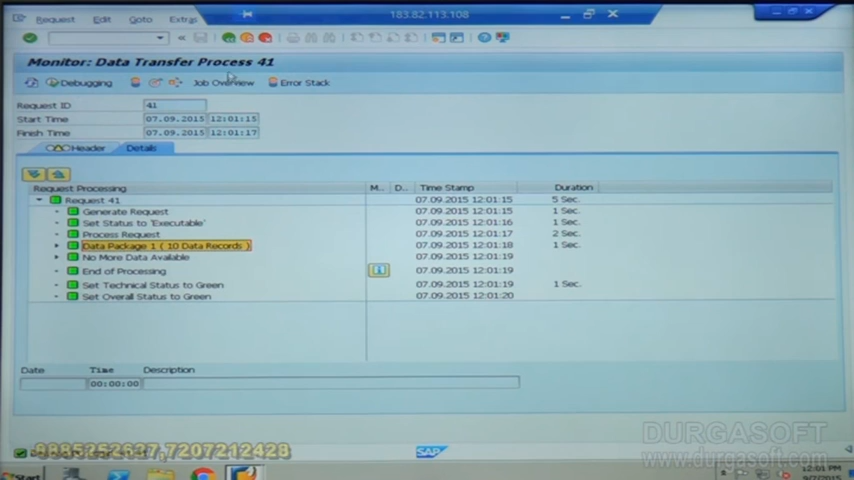 Request Edit Goto Extras 183.82.113.108
Monitor: Data Transfer Process 41
Debugging Job Overview Error Stack
Request ID 41
Start Time 07.09.2015 12:01:15
Finish Time 07.09.2015 12:01:17
Header Details
Request Processing M.. D.. Time Stamp Duration
Request 41 07.09.2015 12:01:15 5 Sec.
Generate Request 07.09.2015 12:01:15 1 Sec.
Set Status to 'Executable' 07.09.2015 12:01:16 1 Sec.
Process Request 07.09.2015 12:01:17 2 Sec.
Data Package 1 ( 10 Data Records ) 07.09.2015 12:01:18 1 Sec.
No More Data Available 07.09.2015 12:01:19
End of Processing 07.09.2015 12:01:19
Set Technical Status to Green 07.09.2015 12:01:19 1 Sec.
Set Overall Status to Green 07.09.2015 12:01:20
Date Time Description
00:00:00
9885252627,7207212428
SAP
DURGASOFT
www.durgasoft.com
Start
12:01 PM
9/7/2015